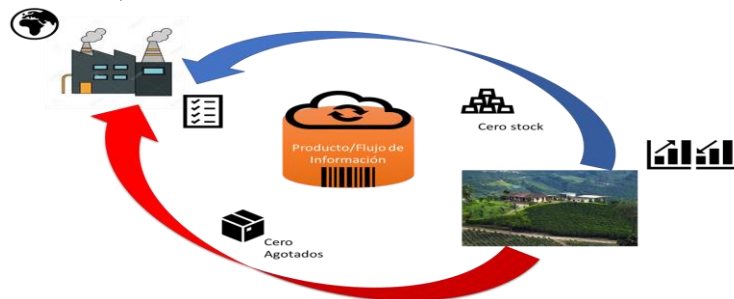 Cero stock
Producto/Flujo de
Información
Cero
Agotados